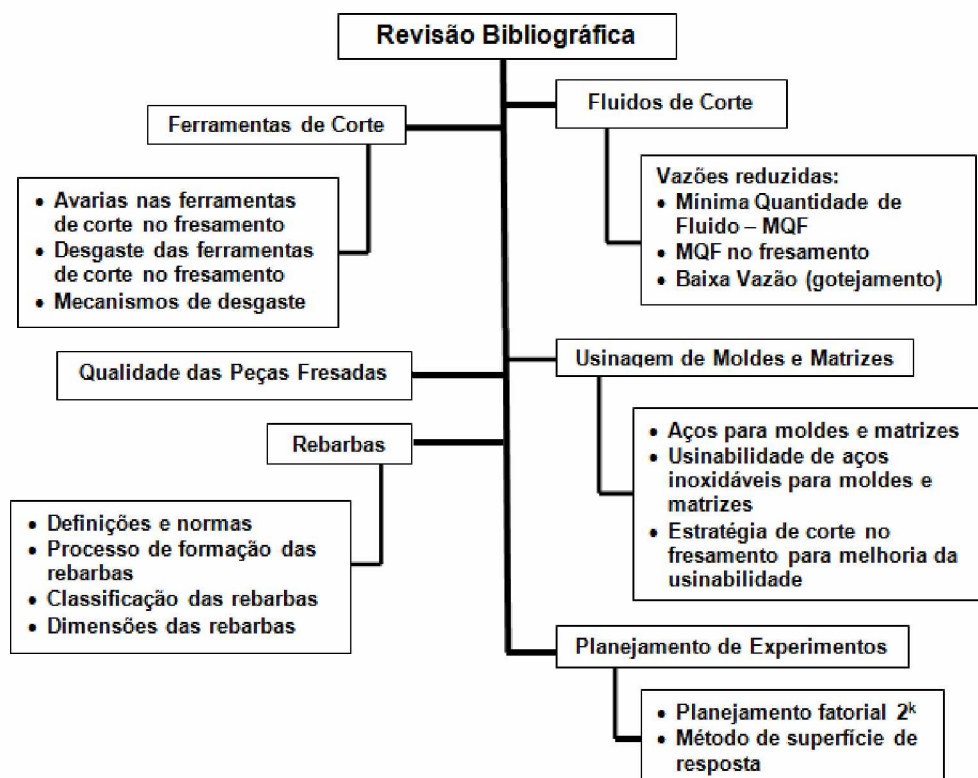 Revisão Bibliográfica
Fluidos de Corte
Ferramentas de Corte
Vazões reduzidas:
• Mínima Quantidade de
Fluido – MQF
• MQF no fresamento
• Baixa Vazão (gotejamento)
• Avarias nas ferramentas
de corte no fresamento
• Desgaste das ferramentas
de corte no fresamento
• Mecanismos de desgaste
Usinagem de Moldes e Matrizes
Qualidade das Peças Fresadas
• Aços para moldes e matrizes
• Usinabilidade de aços
inoxidáveis para moldes e
matrizes
• Estratégia de corte no
fresamento para melhoria da
usinabilidade
Rebarbas
• Definições e normas
• Processo de formação das
rebarbas
• Classificação das rebarbas
• Dimensões das rebarbas
Planejamento de Experimentos
• Planejamento fatorial 2ᵏ
• Método de superfície de
resposta